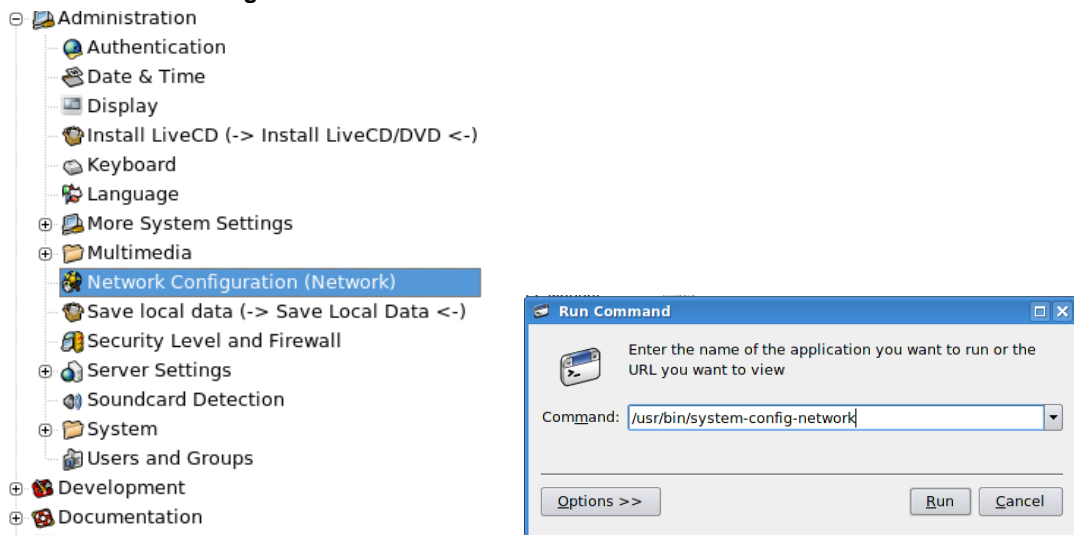 Administration
Authentication
Date & Time
Display
Install LiveCD (-> Install LiveCD/DVD <-)
Keyboard
Language
More System Settings
Multimedia
Network Configuration (Network)
Save local data (-> Save Local Data <-)
Security Level and Firewall
Server Settings
Soundcard Detection
System
Users and Groups
Development
Documentation
Run Command
Enter the name of the application you want to run or the
URL you want to view
Command: /usr/bin/system-config-network
Options >> Run Cancel